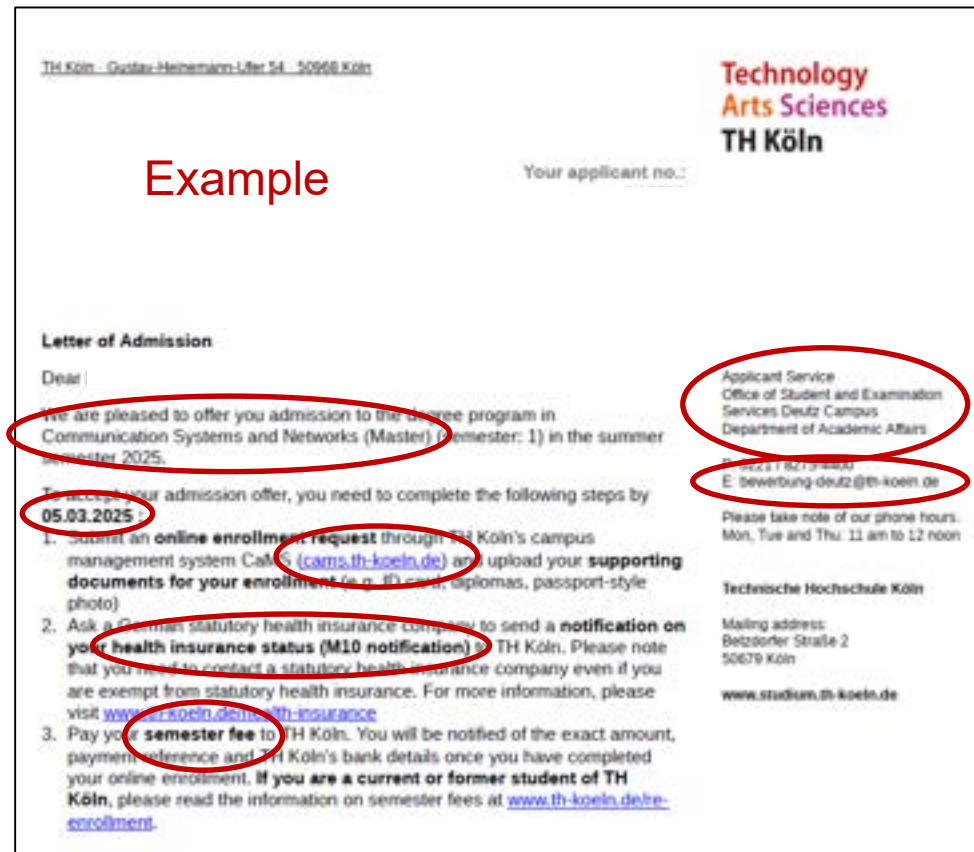 TH Köln - Gustav-Heinemann-Ufer 54 - 50968 Köln
Technology
Arts Sciences
TH Köln
Example
Your applicant no.:
Letter of Admission
Dear
We are pleased to offer you admission to the degree program in
Communication Systems and Networks (Master) (semester: 1) in the summer
semester 2025.
To accept your admission offer, you need to complete the following steps by
05.03.2025 :
1. Submit an online enrollment request through TH Köln's campus
management system CaMS (cams.th-koeln.de) and upload your supporting
documents for your enrollment (e.g. ID card, diplomas, passport-style
photo)
2. Ask a German statutory health insurance company to send a notification on
your health insurance status (M10 notification) to TH Köln. Please note
that you need to contact a statutory health insurance company even if you
are exempt from statutory health insurance. For more information, please
visit www.th-koeln.de/health-insurance
3. Pay your semester fee to TH Köln. You will be notified of the exact amount,
payment reference and TH Köln's bank details once you have completed
your online enrollment. If you are a current or former student of TH
Köln, please read the information on semester fees at www.th-koeln.de/re-
enrollment.
Applicant Service
Office of Student and Examination
Services Deutz Campus
Department of Academic Affairs
P: 0221 / 8275-4400
E: bewerbung-deutz@th-koeln.de
Please take note of our phone hours:
Mon, Tue and Thu: 11 am to 12 noon
Technische Hochschule Köln
Mailing address:
Betzdorfer Straße 2
50679 Köln
www.studium.th-koeln.de